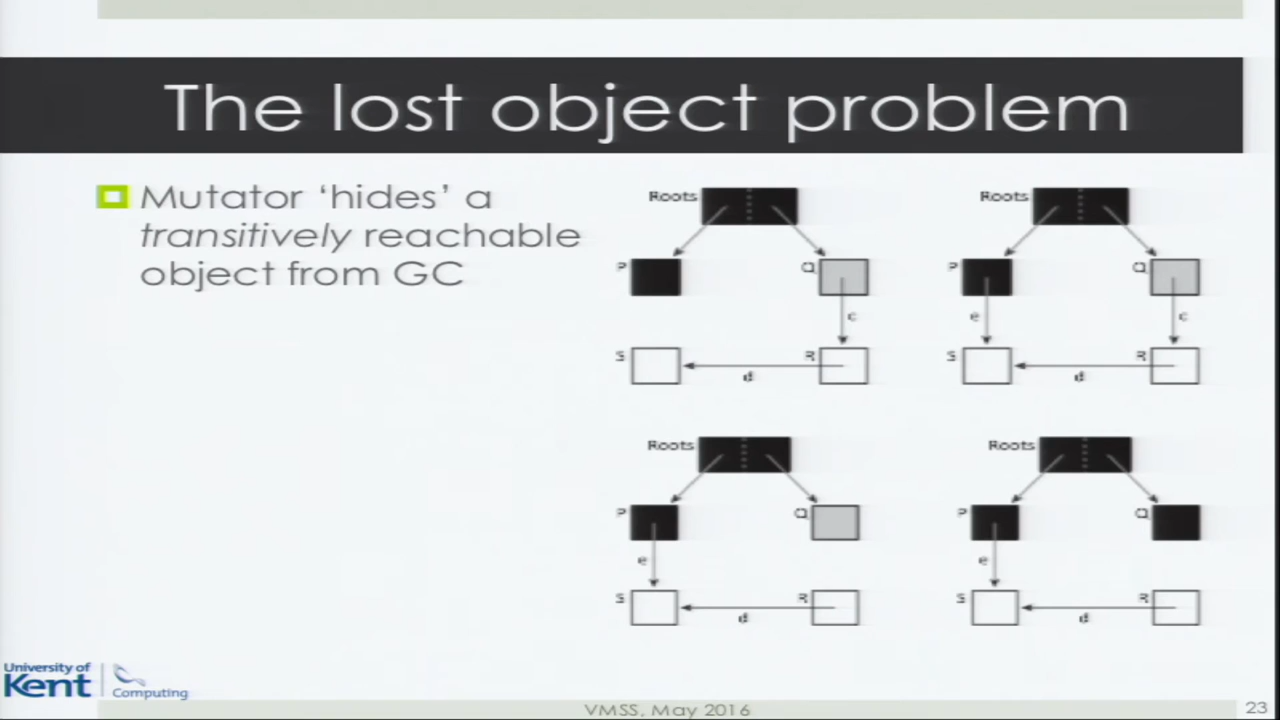 The lost object problem
Mutator ‘hides’ a
transitively reachable
object from GC
Roots
P
Q
c
S
R
d
Roots
P
Q
e
c
S
R
d
Roots
P
Q
e
S
R
d
Roots
P
Q
e
S
R
d
University of
Kent
Computing
VMSS, May 2016
23